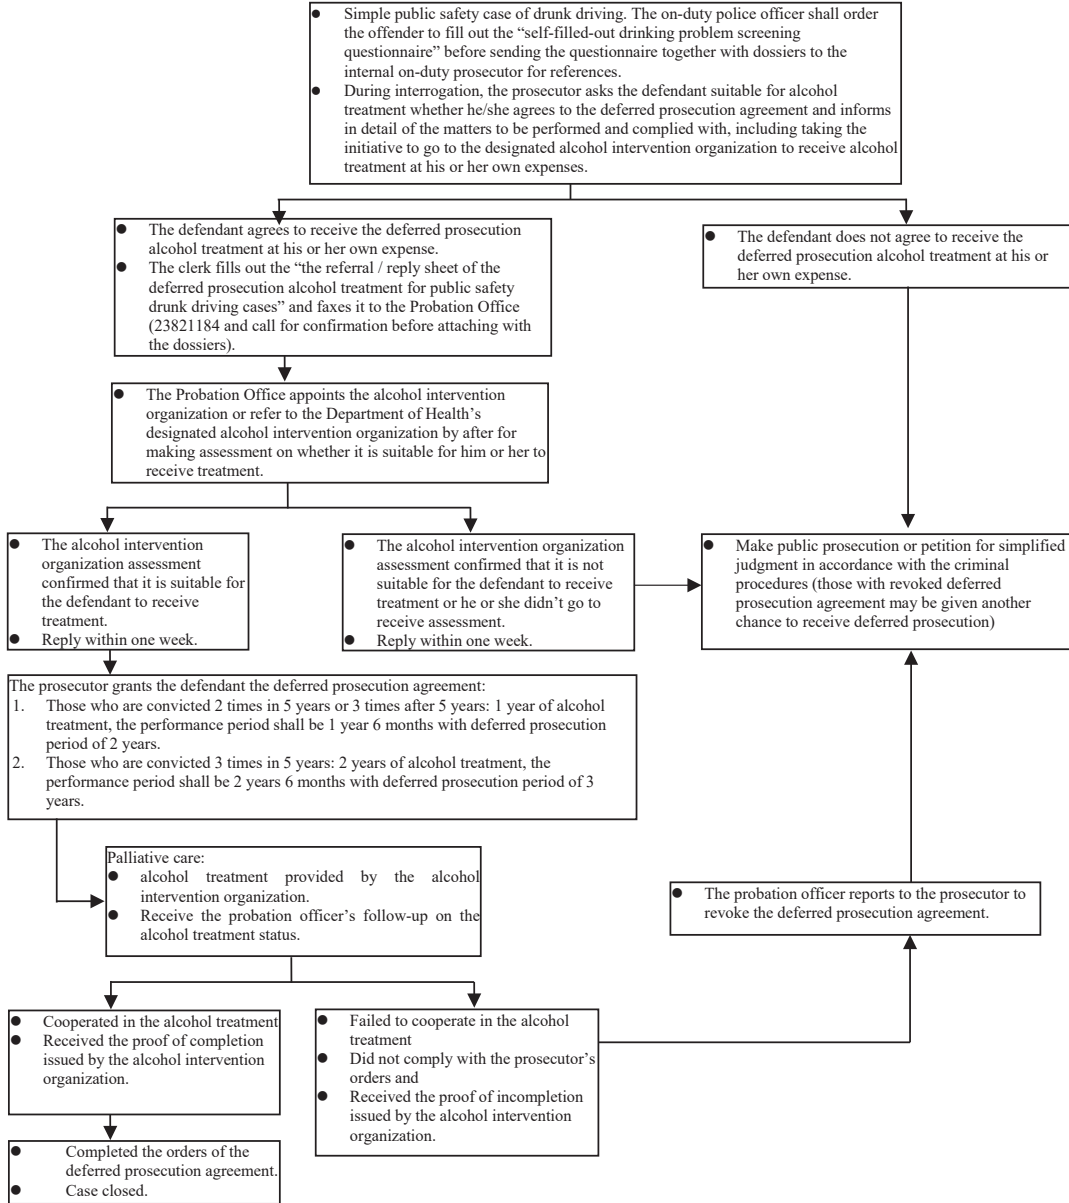 ● Simple public safety case of drunk driving. The on-duty police officer shall order
the offender to fill out the “self-filled-out drinking problem screening
questionnaire” before sending the questionnaire together with dossiers to the
internal on-duty prosecutor for references.
● During interrogation, the prosecutor asks the defendant suitable for alcohol
treatment whether he/she agrees to the deferred prosecution agreement and informs
in detail of the matters to be performed and complied with, including taking the
initiative to go to the designated alcohol intervention organization to receive alcohol
treatment at his or her own expenses.
● The defendant agrees to receive the deferred prosecution
alcohol treatment at his or her own expense.
● The clerk fills out the “the referral / reply sheet of the
deferred prosecution alcohol treatment for public safety
drunk driving cases” and faxes it to the Probation Office
(23821184 and call for confirmation before attaching with
the dossiers).
● The defendant does not agree to receive the
deferred prosecution alcohol treatment at his or
her own expense.
● The Probation Office appoints the alcohol intervention
organization or refer to the Department of Health’s
designated alcohol intervention organization by after for
making assessment on whether it is suitable for him or her to
receive treatment.
● The alcohol intervention
organization assessment
confirmed that it is suitable for
the defendant to receive
treatment.
● Reply within one week.
● The alcohol intervention organization
assessment confirmed that it is not
suitable for the defendant to receive
treatment or he or she didn’t go to
receive assessment.
● Reply within one week.
● Make public prosecution or petition for simplified
judgment in accordance with the criminal
procedures (those with revoked deferred
prosecution agreement may be given another
chance to receive deferred prosecution)
The prosecutor grants the defendant the deferred prosecution agreement:
1. Those who are convicted 2 times in 5 years or 3 times after 5 years: 1 year of alcohol
treatment, the performance period shall be 1 year 6 months with deferred prosecution
period of 2 years.
2. Those who are convicted 3 times in 5 years: 2 years of alcohol treatment, the
performance period shall be 2 years 6 months with deferred prosecution period of 3
years.
Palliative care:
● alcohol treatment provided by the alcohol
intervention organization.
● Receive the probation officer’s follow-up on the
alcohol treatment status.
● The probation officer reports to the prosecutor to
revoke the deferred prosecution agreement.
● Cooperated in the alcohol treatment
● Received the proof of completion
issued by the alcohol intervention
organization.
● Failed to cooperate in the alcohol
treatment
● Did not comply with the prosecutor’s
orders and
● Received the proof of incompletion
issued by the alcohol intervention
organization.
● Completed the orders of the
deferred prosecution agreement.
● Case closed.